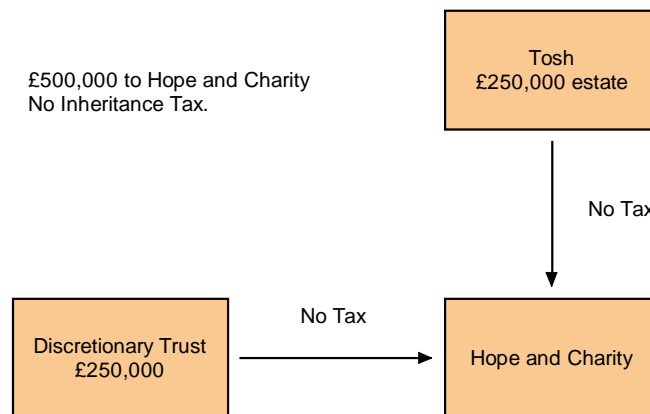 Tosh
£250,000 estate
£500,000 to Hope and Charity
No Inheritance Tax.
No Tax
No Tax
Discretionary Trust
£250,000
Hope and Charity